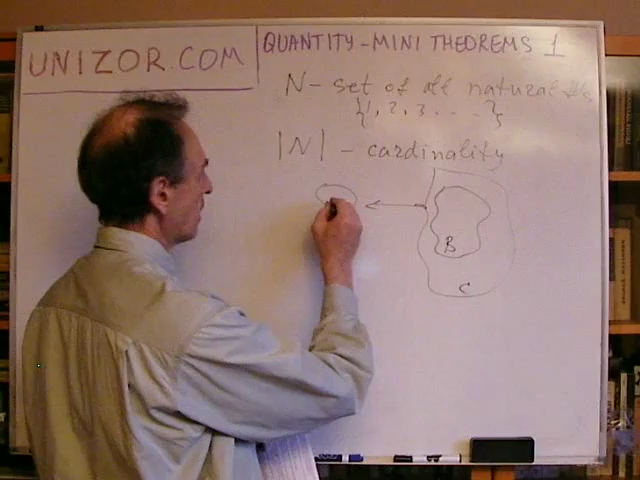 UNIZOR.COM
QUANTITY-MINI THEOREMS 1
N- set of all natural
{1, 2, 3 . . . . }
|N| - cardinality
B
C